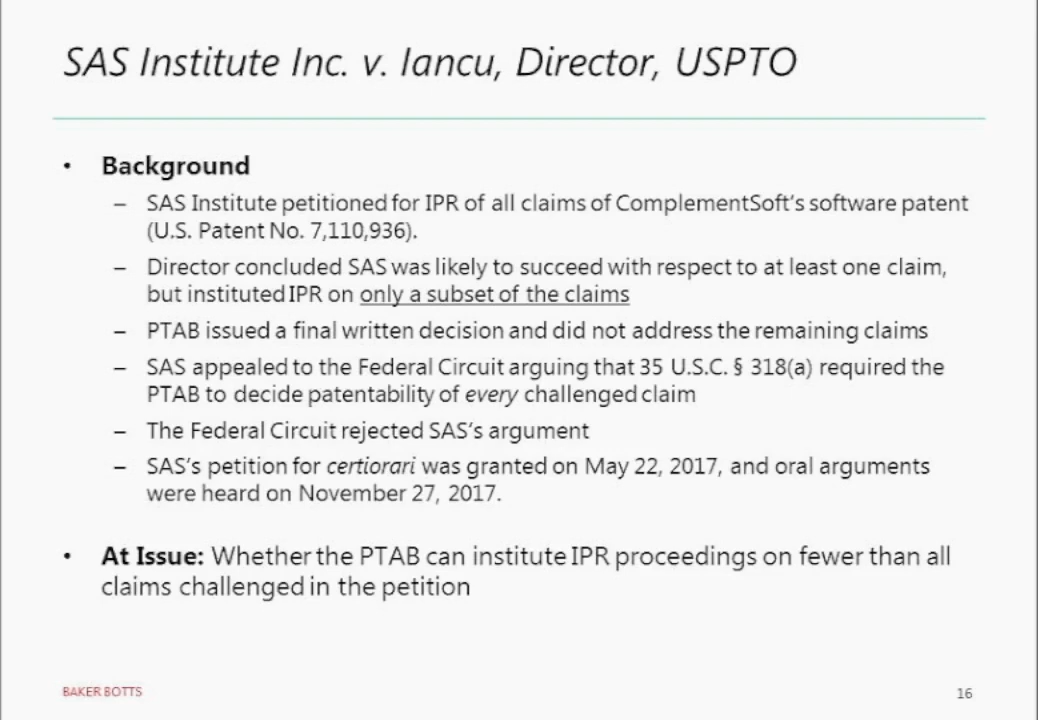 SAS Institute Inc. v. Iancu, Director, USPTO
• Background
– SAS Institute petitioned for IPR of all claims of ComplementSoft's software patent
(U.S. Patent No. 7,110,936).
– Director concluded SAS was likely to succeed with respect to at least one claim,
but instituted IPR on only a subset of the claims
– PTAB issued a final written decision and did not address the remaining claims
– SAS appealed to the Federal Circuit arguing that 35 U.S.C. § 318(a) required the
PTAB to decide patentability of every challenged claim
– The Federal Circuit rejected SAS's argument
– SAS's petition for certiorari was granted on May 22, 2017, and oral arguments
were heard on November 27, 2017.
• At Issue: Whether the PTAB can institute IPR proceedings on fewer than all
claims challenged in the petition
BAKER BOTTS
16